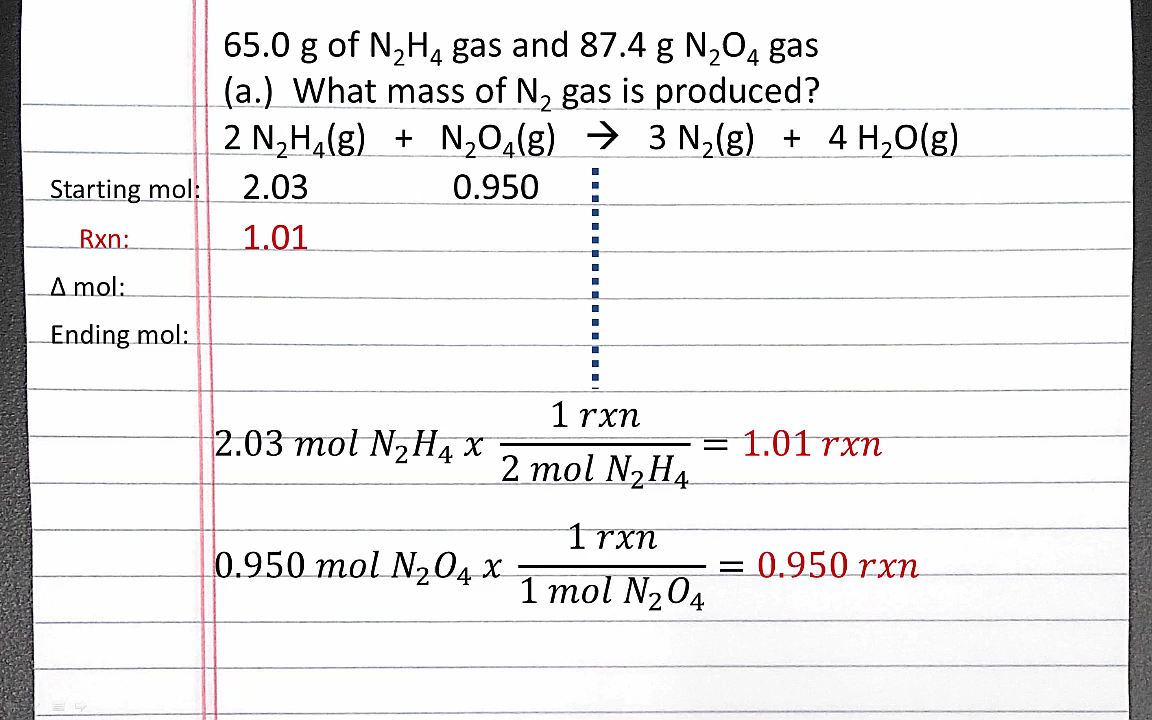 65.0 g of N₂H₄ gas and 87.4 g N₂O₄ gas
(a.) What mass of N₂ gas is produced?
2 N₂H₄(g) + N₂O₄(g) → 3 N₂(g) + 4 H₂O(g)
Starting mol: 2.03 0.950
Rxn: 1.01
Δ mol:
Ending mol:
2.03 mol N₂H₄ x 1 rxn / 2 mol N₂H₄ = 1.01 rxn
0.950 mol N₂O₄ x 1 rxn / 1 mol N₂O₄ = 0.950 rxn